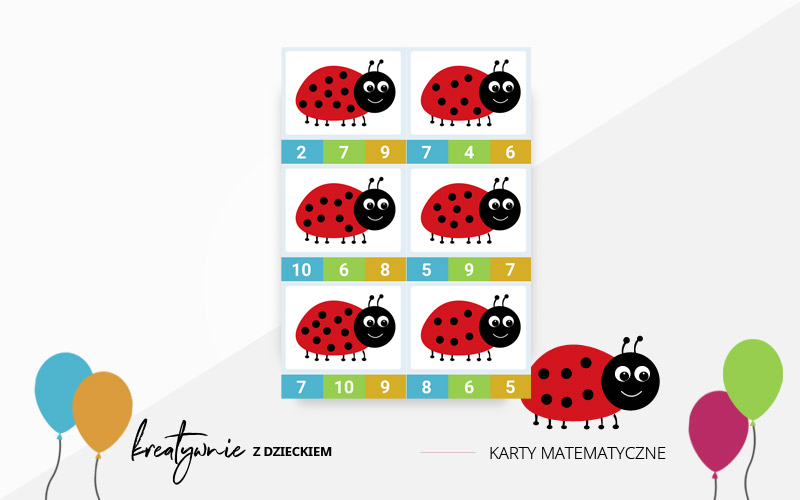 2 7 9 7 4 6
10 6 8 5 9 7
7 10 9 8 6 5
kreatywnie Z DZIECKIEM
KARTY MATEMATYCZNE